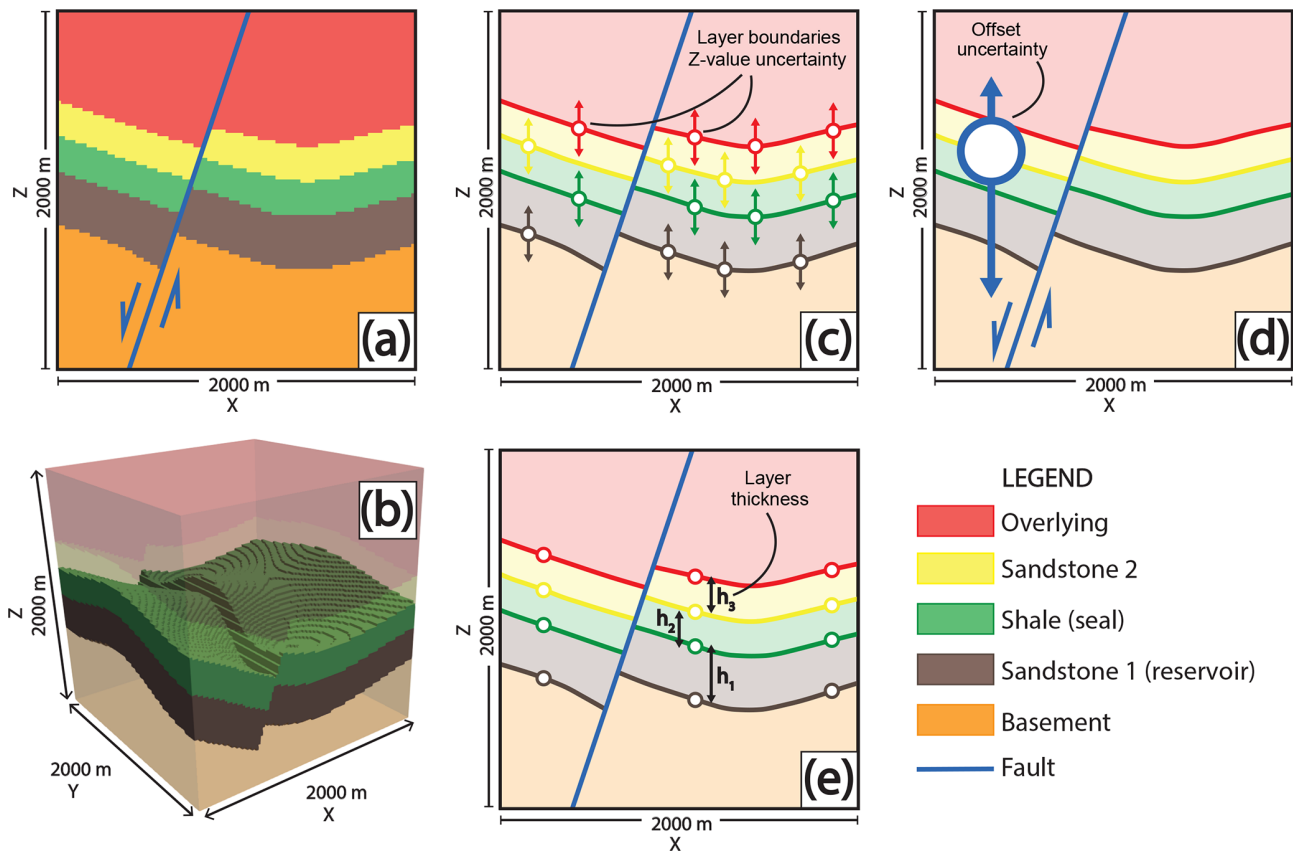 Z
2000 m
(a)
2000 m
X
Layer boundaries
Z-value uncertainty
Z
2000 m
(c)
2000 m
X
Offset
uncertainty
Z
2000 m
(d)
2000 m
X
(b)
Z
2000 m
2000 m
Y
2000 m
X
Layer
thickness
h3
h2
h1
Z
2000 m
(e)
2000 m
X
LEGEND
Overlying
Sandstone 2
Shale (seal)
Sandstone 1 (reservoir)
Basement
Fault